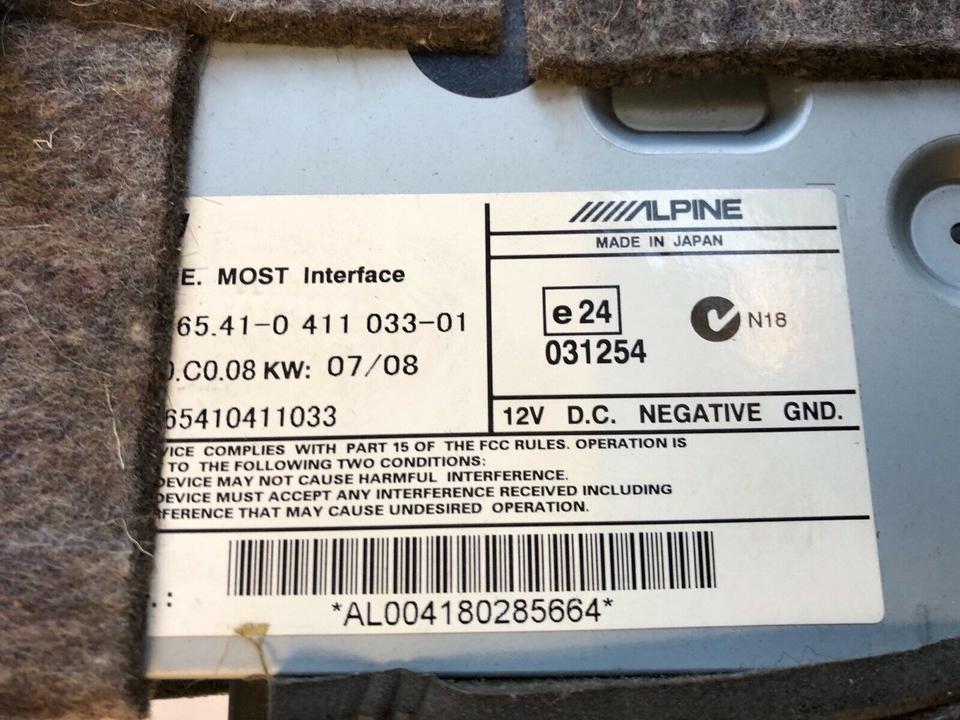 ALPINE
MADE IN JAPAN
E. MOST Interface
65.41-0 411 033-01
.C0.08 KW: 07/08
65410411033
e24
031254
N18
12V D.C. NEGATIVE GND.
VICE COMPLIES WITH PART 15 OF THE FCC RULES. OPERATION IS
TO THE FOLLOWING TWO CONDITIONS:
DEVICE MAY NOT CAUSE HARMFUL INTERFERENCE.
DEVICE MUST ACCEPT ANY INTERFERENCE RECEIVED INCLUDING
RFERENCE THAT MAY CAUSE UNDESIRED OPERATION.
.:
*AL004180285664*